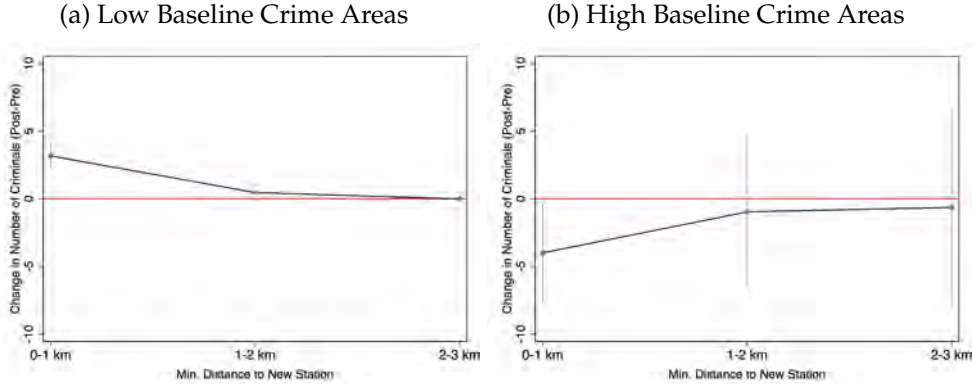 (a) Low Baseline Crime Areas
(b) High Baseline Crime Areas
Change in Number of Criminals (Post-Pre)
10
5
0
-5
-10
0-1 km
1-2 km
2-3 km
Min. Distance to New Station
Change in Number of Criminals (Post-Pre)
10
5
0
-5
-10
0-1 km
1-2 km
2-3 km
Min. Distance to New Station